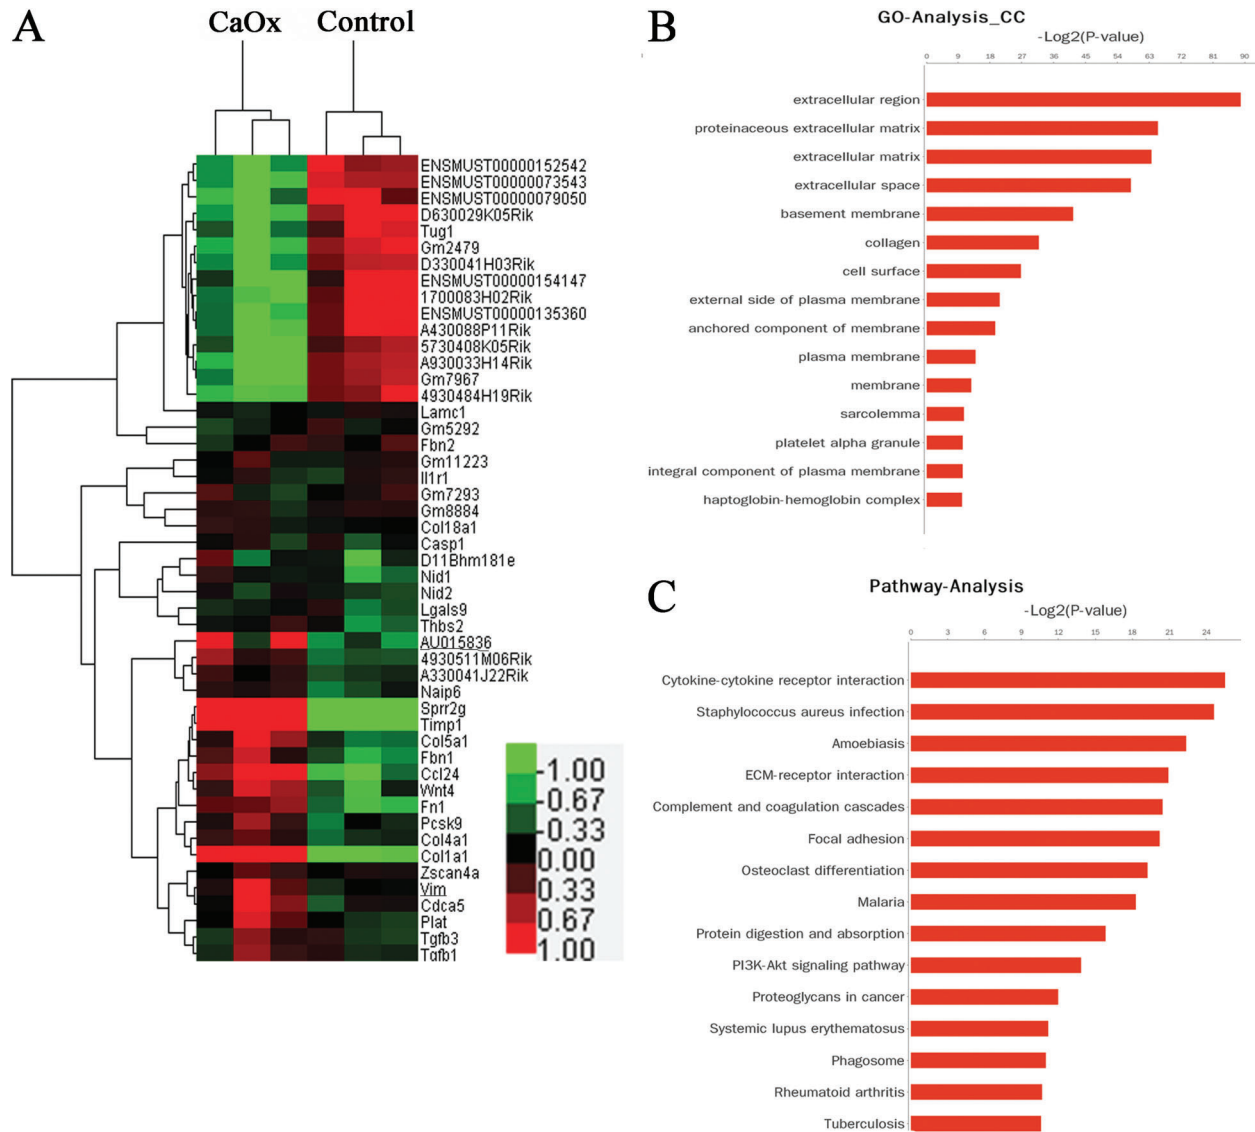 A
CaOx Control
ENSMUST00000152542
ENSMUST00000073543
ENSMUST00000079050
D630029K05Rik
Tug1
Gm2479
D330041H03Rik
ENSMUST00000154147
1700083H02Rik
ENSMUST00000135360
A430088P11Rik
5730408K05Rik
A930033H14Rik
Gm7967
4930484H19Rik
Lamc1
Gm5292
Fbn2
Gm11223
Il1r1
Gm7293
Gm8884
Col18a1
Casp1
D11Bhm181e
Nid1
Nid2
Lgals9
Thbs2
AU015836
4930511M06Rik
A330041J22Rik
Naip6
Sprr2g
Timp1
Col5a1
Fbn1
Ccl24
Wnt4
Fn1
Pcsk9
Col4a1
Col1a1
Zscan4a
Vim
Cdca5
Plat
Tgfb3
Tgfb1
-1.00
-0.67
-0.33
0.00
0.33
0.67
1.00
B
GO-Analysis_CC
-Log2(P-value)
0 9 18 27 36 45 54 63 72 81 90
extracellular region
proteinaceous extracellular matrix
extracellular matrix
extracellular space
basement membrane
collagen
cell surface
external side of plasma membrane
anchored component of membrane
plasma membrane
membrane
sarcolemma
platelet alpha granule
integral component of plasma membrane
haptoglobin-hemoglobin complex
C
Pathway-Analysis
-Log2(P-value)
0 3 6 9 12 15 18 21 24
Cytokine-cytokine receptor interaction
Staphylococcus aureus infection
Amoebiasis
ECM-receptor interaction
Complement and coagulation cascades
Focal adhesion
Osteoclast differentiation
Malaria
Protein digestion and absorption
PI3K-Akt signaling pathway
Proteoglycans in cancer
Systemic lupus erythematosus
Phagosome
Rheumatoid arthritis
Tuberculosis